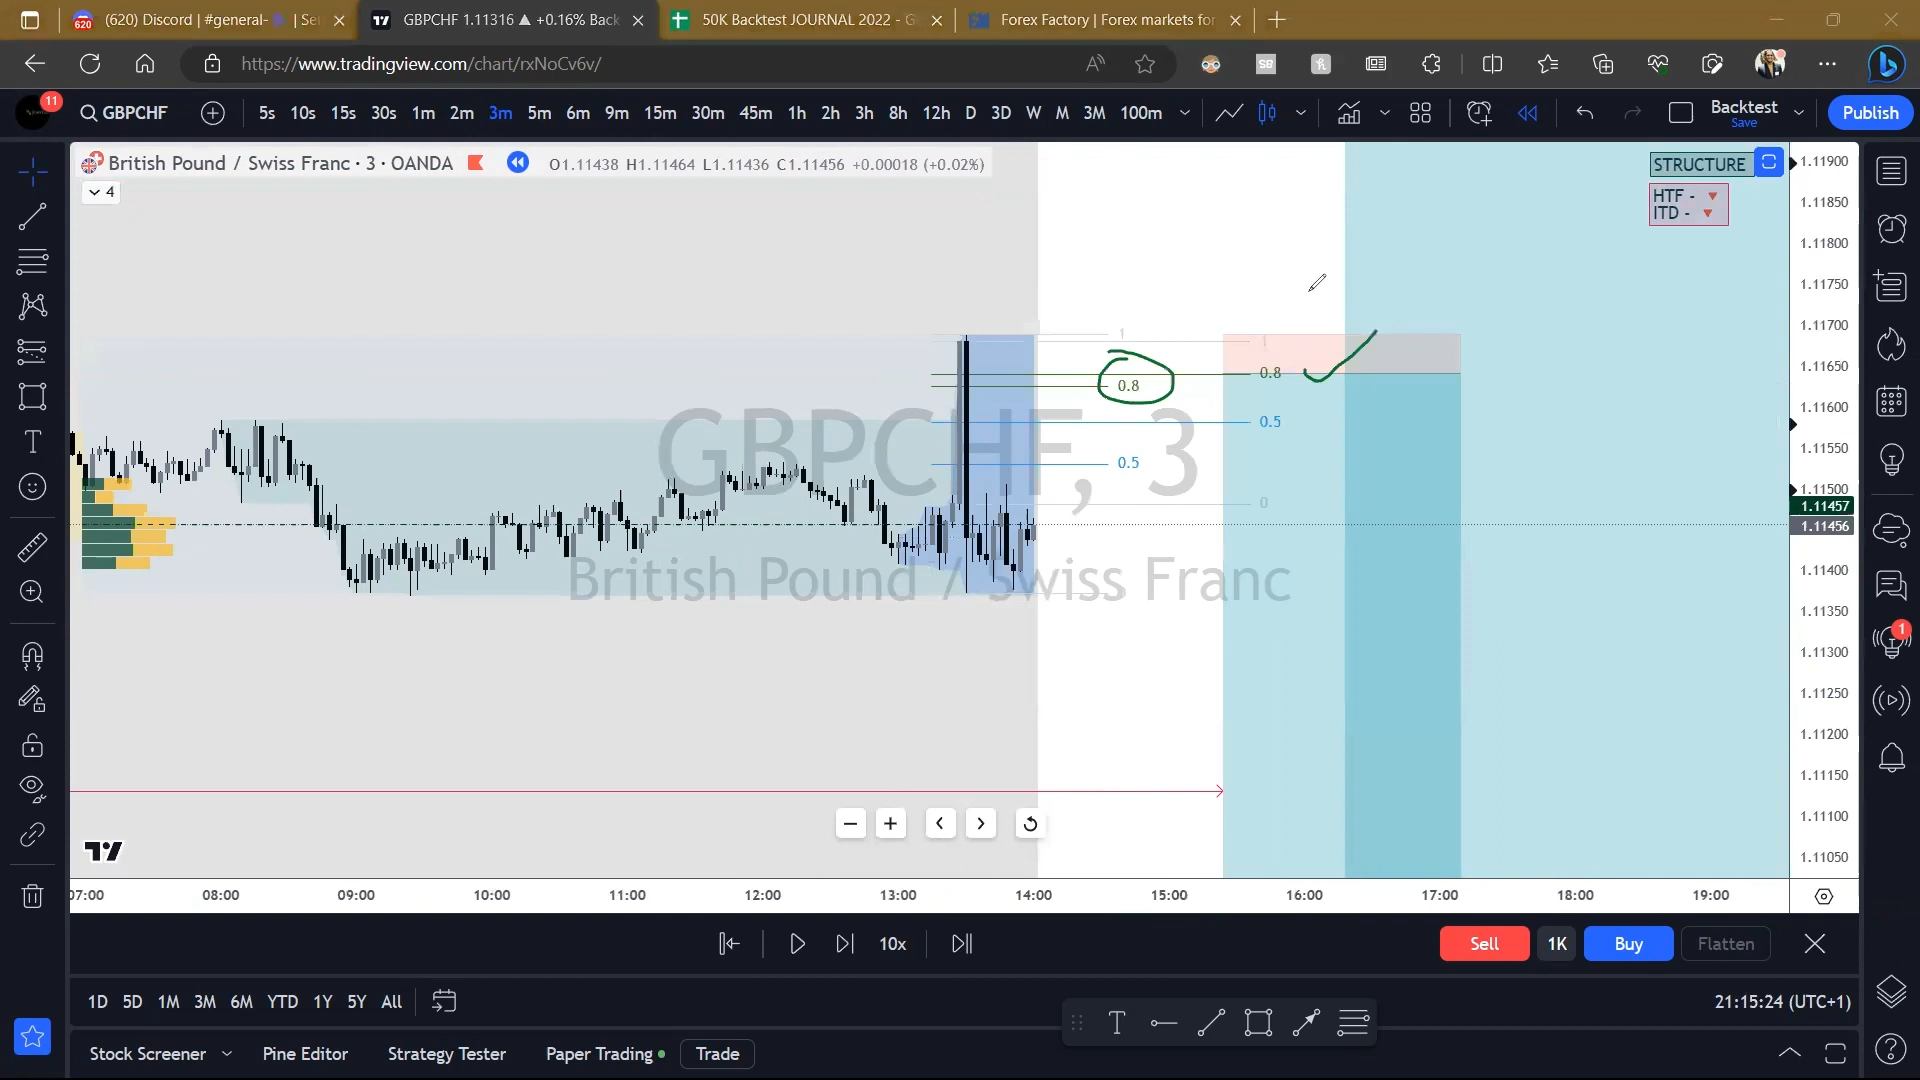 (620) Discord | #general- | Se
GBPCHF 1.11316 ▲ +0.16% Back
50K Backtest JOURNAL 2022 - G
Forex Factory | Forex markets for
https://www.tradingview.com/chart/rxNoCv6v/
11
GBPCHF
5s 10s 15s 30s 1m 2m 3m 5m 6m 9m 15m 30m 45m 1h 2h 3h 8h 12h D 3D W M 3M 100m
Backtest
Save
Publish
British Pound / Swiss Franc · 3 · OANDA
O1.11438 H1.11464 L1.11436 C1.11456 +0.00018 (+0.02%)
4
STRUCTURE
HTF - ▼
ITD - ▼
1.11900
1.11850
1.11800
1.11750
1.11700
1.11650
1.11600
1.11550
1.11500
1.11457
1.11456
1.11400
1.11350
1.11300
1.11250
1.11200
1.11150
1.11100
1.11050
1
1
0.8
0.8
0.5
0.5
0
GBPCHF, 3
British Pound / Swiss Franc
07:00 08:00 09:00 10:00 11:00 12:00 13:00 14:00 15:00 16:00 17:00 18:00 19:00
10x
Sell
1K
Buy
Flatten
1D 5D 1M 3M 6M YTD 1Y 5Y All
21:15:24 (UTC+1)
Stock Screener
Pine Editor
Strategy Tester
Paper Trading
Trade
1